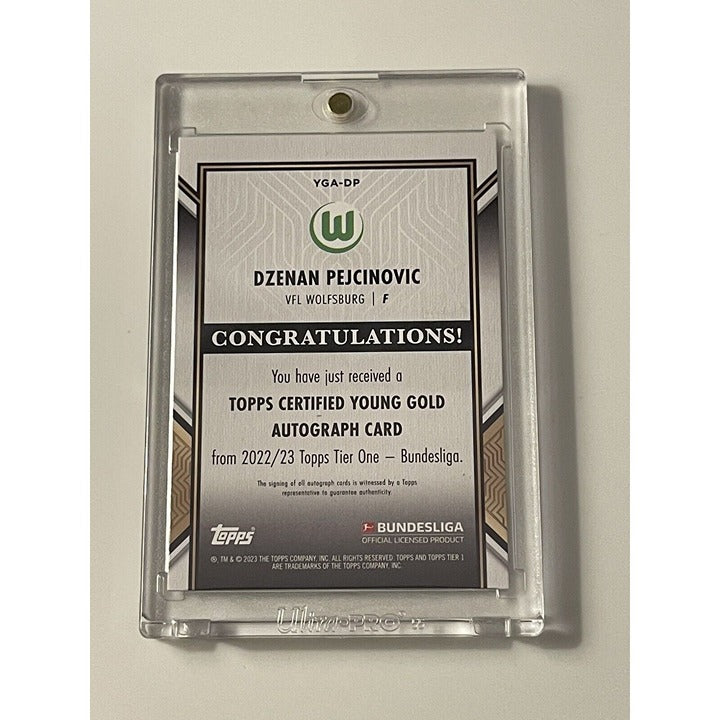 YGA-DP
W
DZENAN PEJCINOVIC
VFL WOLFSBURG | F
CONGRATULATIONS!
You have just received a
TOPPS CERTIFIED YOUNG GOLD
AUTOGRAPH CARD
from 2022/23 Topps Tier One – Bundesliga.
The signing of all autograph cards is witnessed by a Topps
representative to guarantee authenticity.
topps®
BUNDESLIGA
OFFICIAL LICENSED PRODUCT
®, TM & © 2023 THE TOPPS COMPANY, INC. ALL RIGHTS RESERVED. TOPPS AND TOPPS TIER 1
ARE TRADEMARKS OF THE TOPPS COMPANY, INC.
Ultra·PRO®